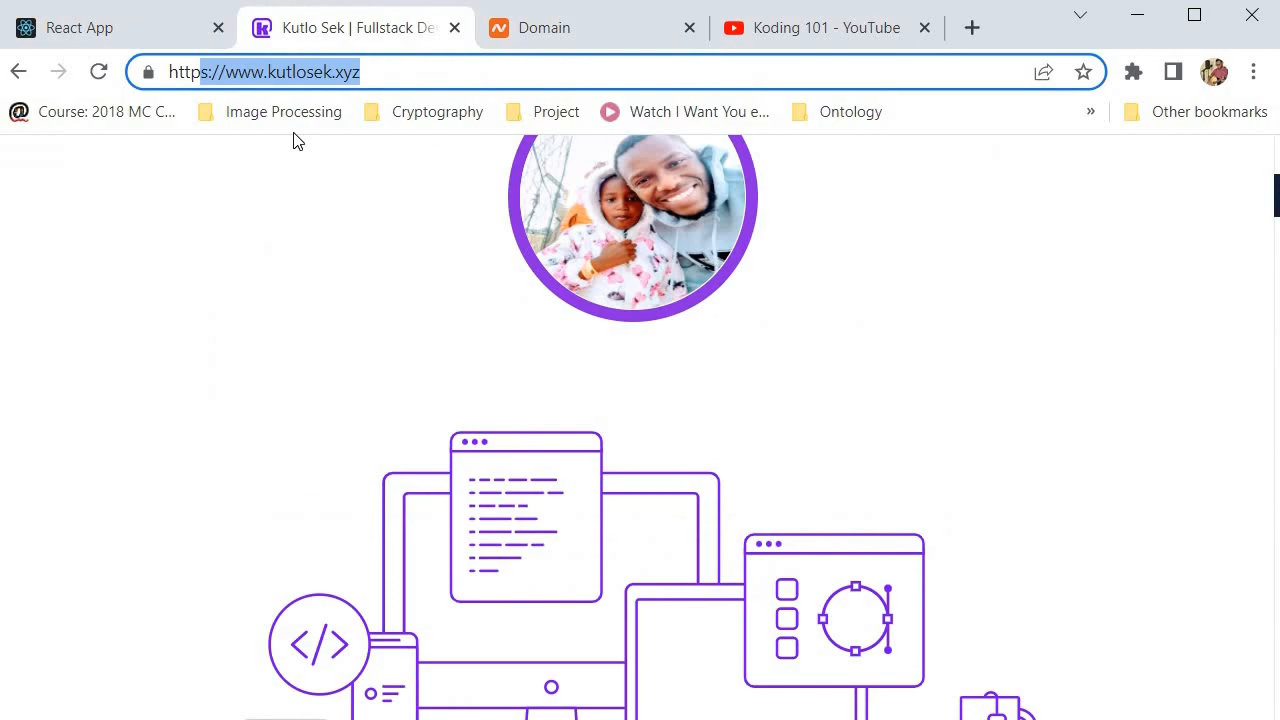 React App
Kutlo Sek | Fullstack De
Domain
Koding 101 - YouTube
https://www.kutlosek.xyz
Course: 2018 MC C...
Image Processing
Cryptography
Project
Watch I Want You e...
Ontology
»
Other bookmarks